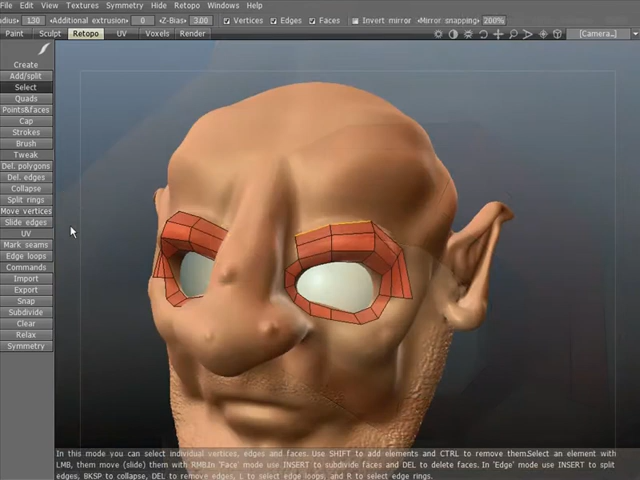 File Edit View Textures Symmetry Hide Retopo Windows Help
dius 1.30 Additional extrusion 0 Z-Bias 3.00 Vertices Edges Faces Invert mirror Mirror snapping 200%
Paint Sculpt Retopo UV Voxels Render [Camera...]
Create
Add/split
Select
Quads
Points&faces
Cap
Strokes
Brush
Tweak
Del. polygons
Del. edges
Collapse
Split rings
Move vertices
Slide edges
UV
Mark seams
Edge loops
Commands
Import
Export
Snap
Subdivide
Clear
Relax
Symmetry
In this mode you can select individual vertices, edges and faces. Use SHIFT to add elements and CTRL to remove them.Select an element with
LMB, them move (slide) them with RMB.In 'Face' mode use INSERT to subdivide faces and DEL to delete faces. In 'Edge' mode use INSERT to split
edges, BKSP to collapse, DEL to remove edges, L to select edge loops, and R to select edge rings.